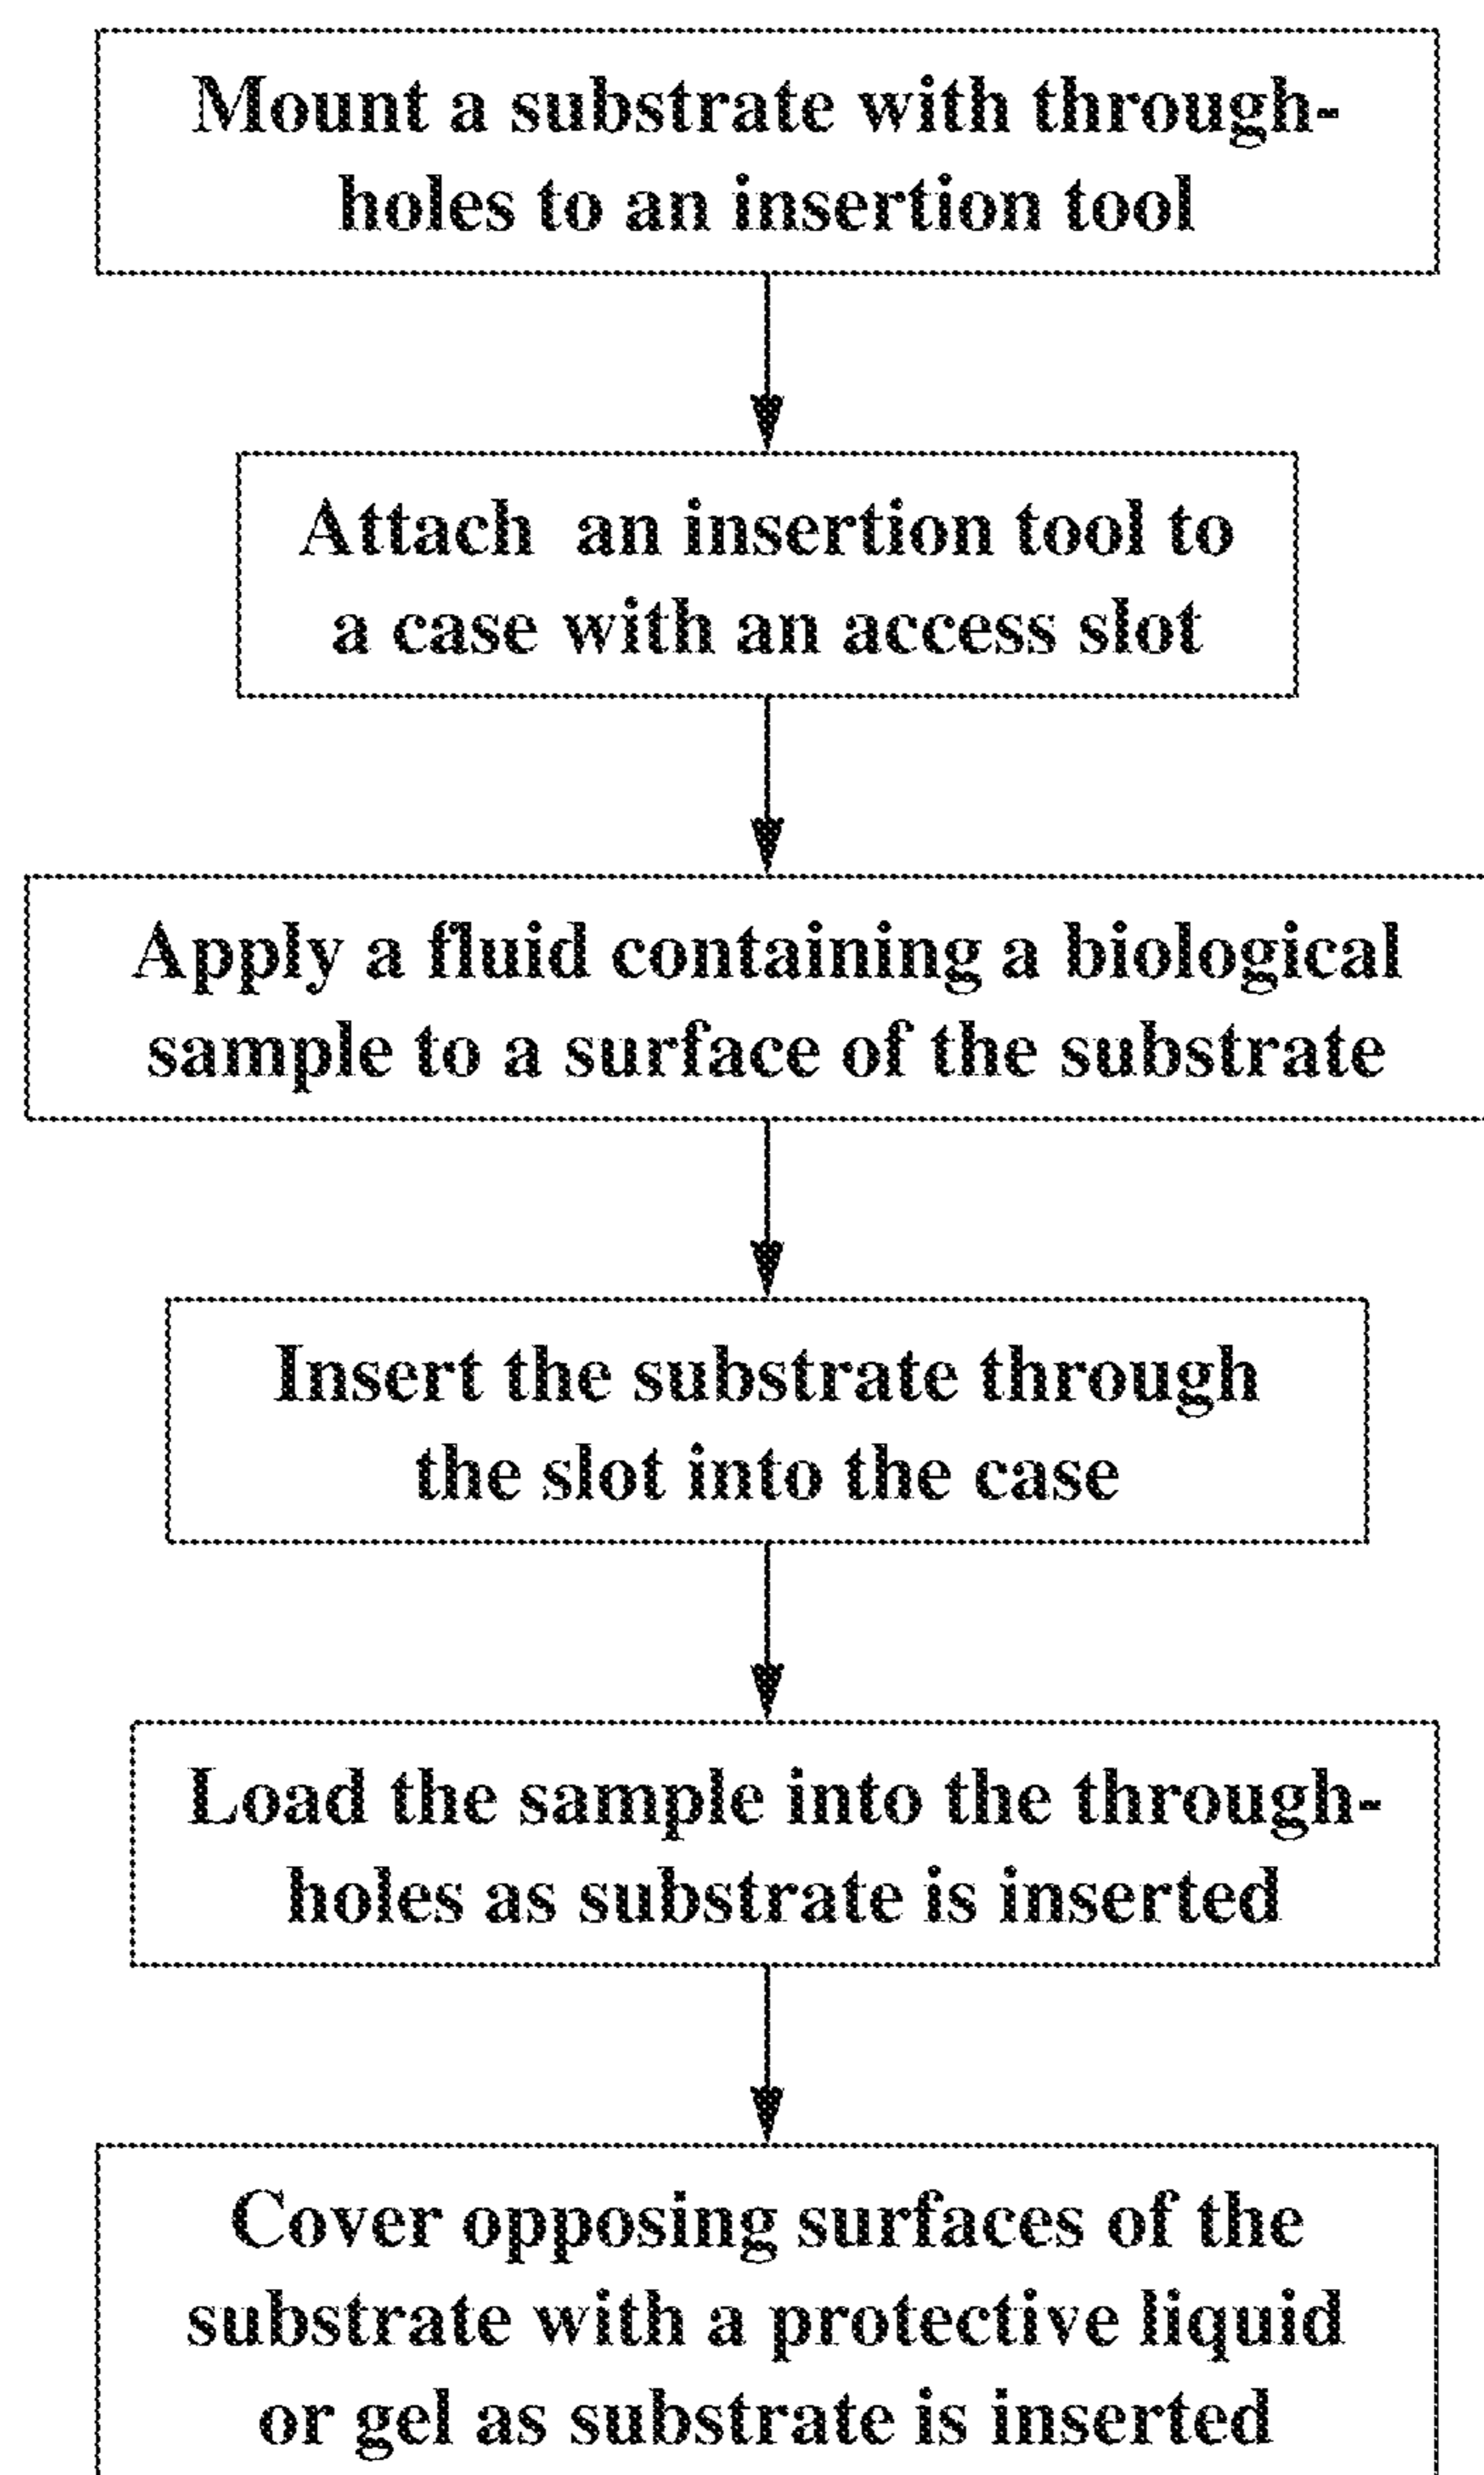 Mount a substrate with through-
holes to an insertion tool
Attach an insertion tool to
a case with an access slot
Apply a fluid containing a biological
sample to a surface of the substrate
Insert the substrate through
the slot into the case
Load the sample into the through-
holes as substrate is inserted
Cover opposing surfaces of the
substrate with a protective liquid
or gel as substrate is inserted